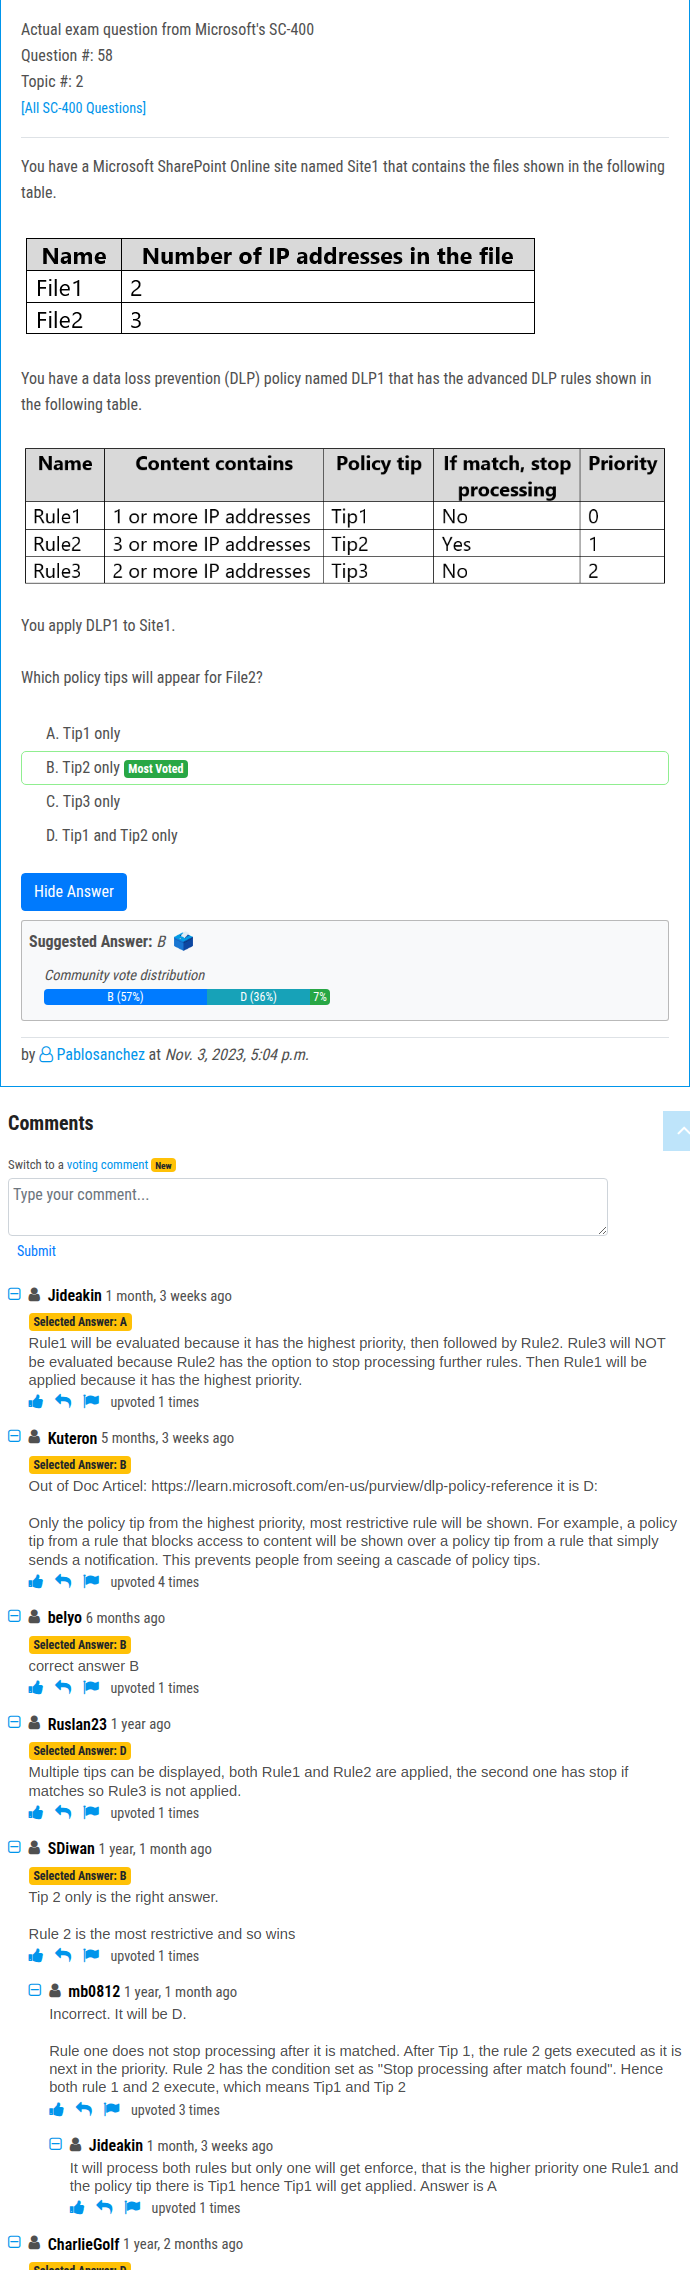 Actual exam question from Microsoft's SC-400
Question #: 58
Topic #: 2
[All SC-400 Questions]
You have a Microsoft SharePoint Online site named Site1 that contains the files shown in the following
table.
Name Number of IP addresses in the file
File1 2
File2 3
You have a data loss prevention (DLP) policy named DLP1 that has the advanced DLP rules shown in
the following table.
Name Content contains Policy tip If match, stop processing Priority
Rule1 1 or more IP addresses Tip1 No 0
Rule2 3 or more IP addresses Tip2 Yes 1
Rule3 2 or more IP addresses Tip3 No 2
You apply DLP1 to Site1.
Which policy tips will appear for File2?
A. Tip1 only
B. Tip2 only Most Voted
C. Tip3 only
D. Tip1 and Tip2 only
Hide Answer
Suggested Answer: B
Community vote distribution
B (57%) D (36%) 7%
by Pablosanchez at Nov. 3, 2023, 5:04 p.m.
Comments
Switch to a voting comment New
Type your comment...
Submit
Jideakin 1 month, 3 weeks ago
Selected Answer: A
Rule1 will be evaluated because it has the highest priority, then followed by Rule2. Rule3 will NOT
be evaluated because Rule2 has the option to stop processing further rules. Then Rule1 will be
applied because it has the highest priority.
upvoted 1 times
Kuteron 5 months, 3 weeks ago
Selected Answer: B
Out of Doc Articel: https://learn.microsoft.com/en-us/purview/dlp-policy-reference it is D:
Only the policy tip from the highest priority, most restrictive rule will be shown. For example, a policy
tip from a rule that blocks access to content will be shown over a policy tip from a rule that simply
sends a notification. This prevents people from seeing a cascade of policy tips.
upvoted 4 times
belyo 6 months ago
Selected Answer: B
correct answer B
upvoted 1 times
Ruslan23 1 year ago
Selected Answer: D
Multiple tips can be displayed, both Rule1 and Rule2 are applied, the second one has stop if
matches so Rule3 is not applied.
upvoted 1 times
SDiwan 1 year, 1 month ago
Selected Answer: B
Tip 2 only is the right answer.
Rule 2 is the most restrictive and so wins
upvoted 1 times
mb0812 1 year, 1 month ago
Incorrect. It will be D.
Rule one does not stop processing after it is matched. After Tip 1, the rule 2 gets executed as it is
next in the priority. Rule 2 has the condition set as "Stop processing after match found". Hence
both rule 1 and 2 execute, which means Tip1 and Tip 2
upvoted 3 times
Jideakin 1 month, 3 weeks ago
It will process both rules but only one will get enforce, that is the higher priority one Rule1 and
the policy tip there is Tip1 hence Tip1 will get applied. Answer is A
upvoted 1 times
CharlieGolf 1 year, 2 months ago